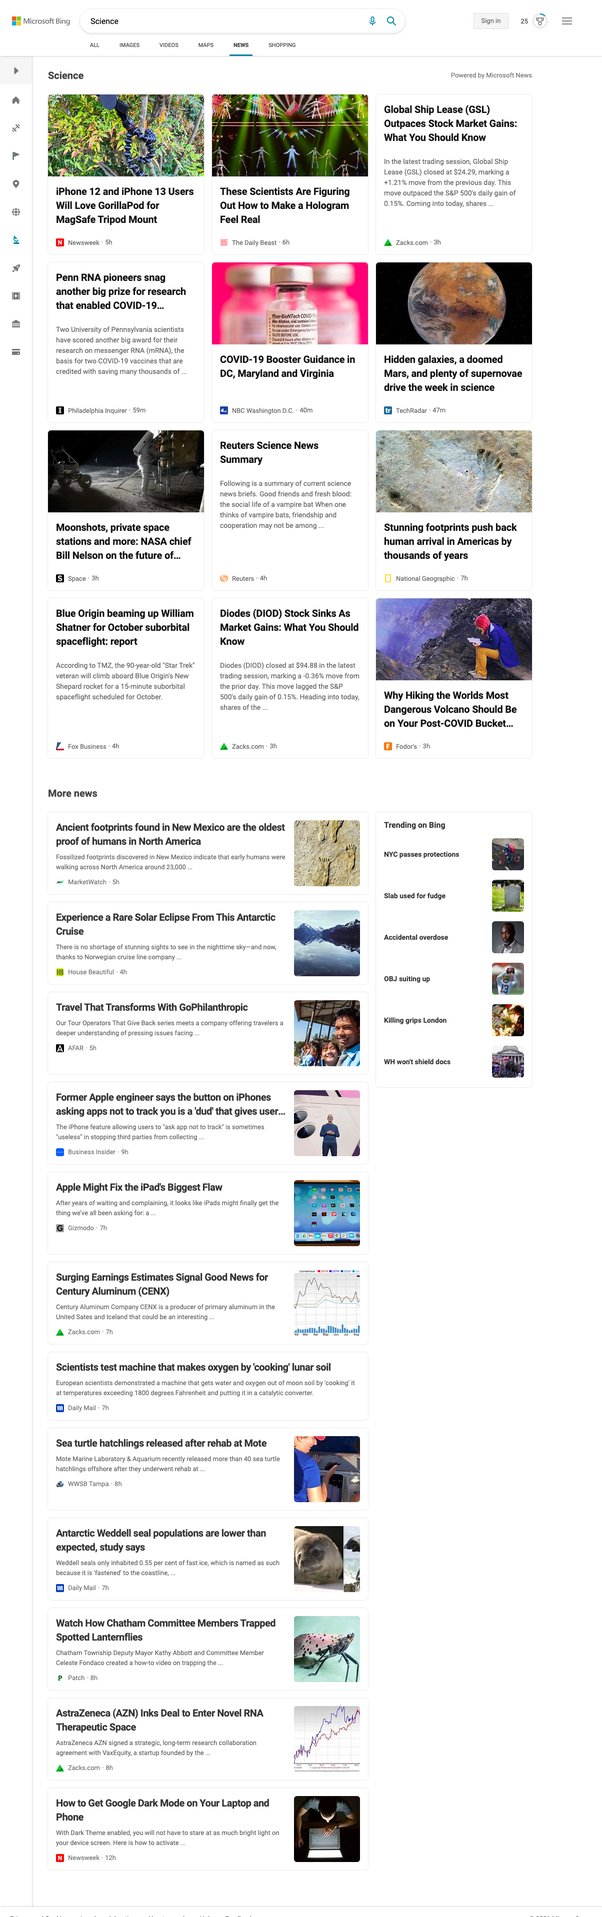 Microsoft Bing
Science
Sign in
25
ALL
IMAGES
VIDEOS
MAPS
NEWS
SHOPPING
Science
Powered by Microsoft News
iPhone 12 and iPhone 13 Users
Will Love GorillaPod for
MagSafe Tripod Mount
Newsweek · 5h
These Scientists Are Figuring
Out How to Make a Hologram
Feel Real
The Daily Beast · 6h
Global Ship Lease (GSL)
Outpaces Stock Market Gains:
What You Should Know
In the latest trading session, Global Ship
Lease (GSL) closed at $24.29, marking a
+1.21% move from the previous day. This
move outpaced the S&P 500's daily gain of
0.15%. Coming into today, shares ...
Zacks.com · 3h
Penn RNA pioneers snag
another big prize for research
that enabled COVID-19...
Two University of Pennsylvania scientists
have scored another big award for their
research on messenger RNA (mRNA), the
basis for two COVID-19 vaccines that are
credited with saving many thousands of ...
Philadelphia Inquirer · 59m
COVID-19 Booster Guidance in
DC, Maryland and Virginia
NBC Washington D.C. · 40m
Hidden galaxies, a doomed
Mars, and plenty of supernovae
drive the week in science
TechRadar · 47m
Moonshots, private space
stations and more: NASA chief
Bill Nelson on the future of...
Space · 3h
Reuters Science News
Summary
Following is a summary of current science
news briefs. Good friends and fresh blood:
the social life of a vampire bat When one
thinks of vampire bats, friendship and
cooperation may not be among ...
Reuters · 4h
Stunning footprints push back
human arrival in Americas by
thousands of years
National Geographic · 7h
Blue Origin beaming up William
Shatner for October suborbital
spaceflight: report
According to TMZ, the 90-year-old "Star Trek"
veteran will climb aboard Blue Origin's New
Shepard rocket for a 15-minute suborbital
spaceflight scheduled for October.
Fox Business · 4h
Diodes (DIOD) Stock Sinks As
Market Gains: What You Should
Know
Diodes (DIOD) closed at $94.88 in the latest
trading session, marking a -0.36% move from
the prior day. This move lagged the S&P
500's daily gain of 0.15%. Heading into today,
shares of the ...
Zacks.com · 3h
Why Hiking the Worlds Most
Dangerous Volcano Should Be
on Your Post-COVID Bucket...
Fodor's · 3h
More news
Ancient footprints found in New Mexico are the oldest
proof of humans in North America
Fossilized footprints discovered in New Mexico indicate that early humans were
walking across North America around 23,000 ...
MarketWatch · 5h
Experience a Rare Solar Eclipse From This Antarctic
Cruise
There is no shortage of stunning sights to see in the nighttime sky—and now,
thanks to Norwegian cruise line company ...
House Beautiful · 4h
Travel That Transforms With GoPhilanthropic
Our Tour Operators That Give Back series meets a company offering travelers a
deeper understanding of pressing issues facing ...
AFAR · 5h
Former Apple engineer says the button on iPhones
asking apps not to track you is a 'dud' that gives user...
The iPhone feature allowing users to "ask app not to track" is sometimes
"useless" in stopping third parties from collecting ...
Business Insider · 9h
Apple Might Fix the iPad's Biggest Flaw
After years of waiting and complaining, it looks like iPads might finally get the
thing we've all been asking for: a ...
Gizmodo · 7h
Surging Earnings Estimates Signal Good News for
Century Aluminum (CENX)
Century Aluminum Company CENX is a producer of primary aluminum in the
United States and Iceland that could be an interesting ...
Zacks.com · 7h
Scientists test machine that makes oxygen by 'cooking' lunar soil
European scientists demonstrated a machine that gets water and oxygen out of moon soil by 'cooking' it
at temperatures exceeding 1800 degrees Fahrenheit and putting it in a catalytic converter.
Daily Mail · 7h
Sea turtle hatchlings released after rehab at Mote
Mote Marine Laboratory & Aquarium recently released more than 40 sea turtle
hatchlings offshore after they underwent rehab at ...
WWSB Tampa · 8h
Antarctic Weddell seal populations are lower than
expected, study says
Weddell seals only inhabited 0.55 per cent of fast ice, which is named as such
because it is 'fastened' to the coastline, ...
Daily Mail · 7h
Watch How Chatham Committee Members Trapped
Spotted Lanternflies
Chatham Township Deputy Mayor Kathy Abbott and Committee Member
Celeste Fondaco created a how-to video on trapping the ...
Patch · 8h
AstraZeneca (AZN) Inks Deal to Enter Novel RNA
Therapeutic Space
AstraZeneca AZN signed a strategic, long-term research collaboration
agreement with VaxEquity, a startup founded by the ...
Zacks.com · 8h
How to Get Google Dark Mode on Your Laptop and
Phone
With Dark Theme enabled, you will not have to stare at as much bright light on
your device screen. Here is how to activate ...
Newsweek · 12h
Trending on Bing
NYC passes protections
Slab used for fudge
Accidental overdose
OBJ suiting up
Killing grips London
WH won't shield docs